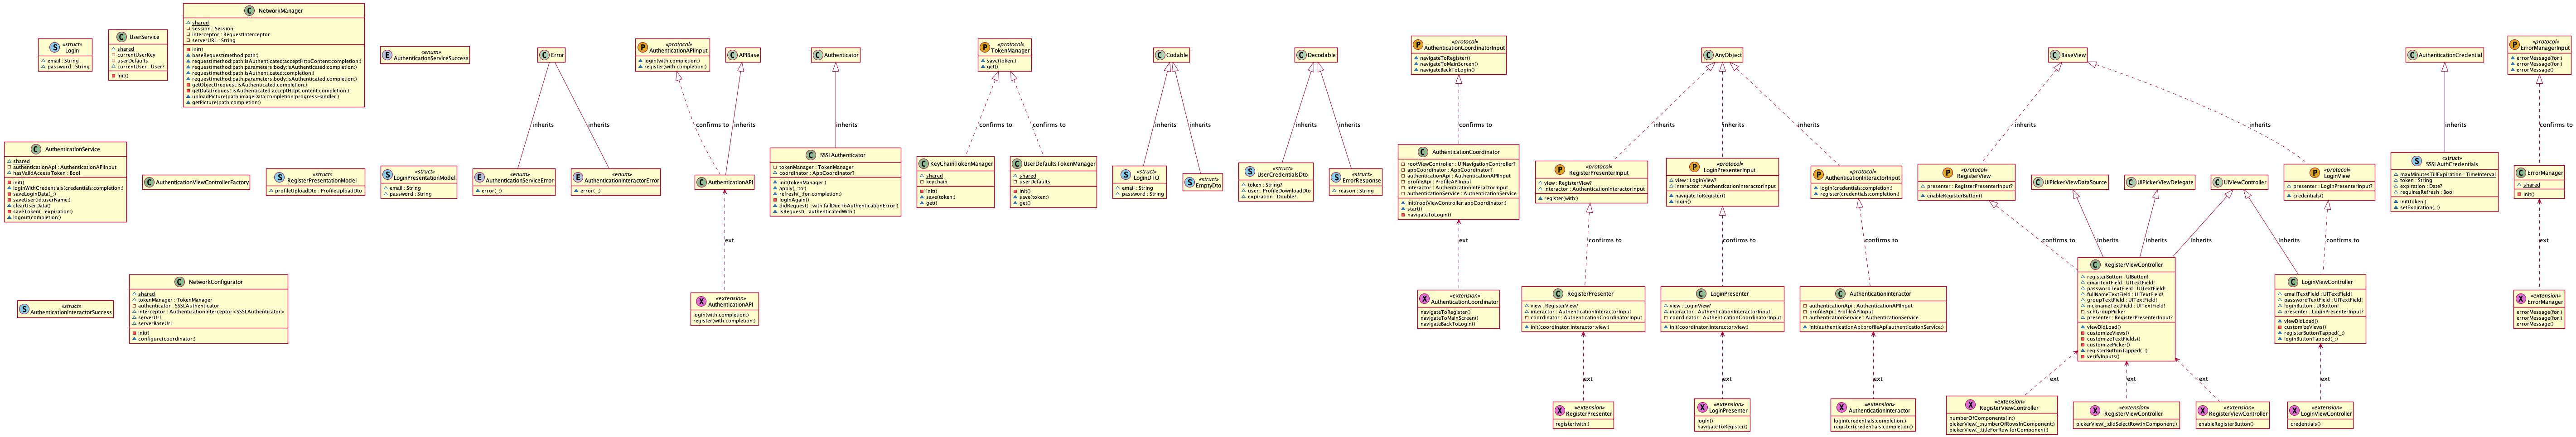 «struct»
Login
email : String
password : String
UserService
shared
currentUserKey
userDefaults
currentUser : User?
init()
NetworkManager
shared
session : Session
interceptor : RequestInterceptor
serverURL : String
init()
baseRequest(method:path:)
request(method:path:isAuthenticated:acceptHttpContent:completion:)
request(method:path:parameters:body:isAuthenticated:completion:)
request(method:path:isAuthenticated:completion:)
request(method:path:parameters:body:isAuthenticated:completion:)
getObject(request:isAuthenticated:completion:)
getData(request:isAuthenticated:acceptHttpContent:completion:)
uploadPicture(path:imageData:completion:progressHandler:)
getPicture(path:completion:)
«enum»
AuthenticationServiceSuccess
Error
«protocol»
AuthenticationAPIInput
login(with:completion:)
register(with:completion:)
APIBase
Authenticator
«protocol»
TokenManager
save(token:)
get()
Codable
Decodable
«protocol»
AuthenticationCoordinatorInput
navigateToRegister()
navigateToMainScreen()
navigateBackToLogin()
AnyObject
BaseView
AuthenticationCredential
«protocol»
ErrorManagerInput
errorMessage(for:)
errorMessage(for:)
errorMessage()
inherits
inherits
confirms to
inherits
inherits
confirms to
confirms to
inherits
inherits
inherits
inherits
confirms to
inherits
inherits
inherits
inherits
inherits
inherits
confirms to
AuthenticationService
shared
authenticationApi : AuthenticationAPIInput
hasValidAccessToken : Bool
init()
loginWithCredentials(credentials:completion:)
saveLoginData(_:)
saveUser(id:userName:)
clearUserData()
saveToken(_:expiration:)
logout(completion:)
AuthenticationViewControllerFactory
«struct»
RegisterPresentationModel
profileUploadDto : ProfileUploadDto
«struct»
LoginPresentationModel
email : String
password : String
«enum»
AuthenticationServiceError
error(_:)
«enum»
AuthenticationInteractorError
error(_:)
AuthenticationAPI
SSSLAuthenticator
tokenManager : TokenManager
coordinator : AppCoordinator?
init(tokenManager:)
apply(_:to:)
refresh(_:for:completion:)
logInAgain()
didRequest(_:with:failDueToAuthenticationError:)
isRequest(_:authenticatedWith:)
KeyChainTokenManager
shared
keychain
init()
save(token:)
get()
UserDefaultsTokenManager
shared
userDefaults
init()
save(token:)
get()
«struct»
LoginDTO
email : String
password : String
«struct»
EmptyDto
«struct»
UserCredentialsDto
token : String?
user : ProfileDownloadDto
expiration : Double?
«struct»
ErrorResponse
reason : String
AuthenticationCoordinator
rootViewController : UINavigationController?
appCoordinator : AppCoordinator?
authenticationApi : AuthenticationAPIInput
profileApi : ProfileAPIInput
interactor : AuthenticationInteractorInput
authenticationService : AuthenticationService
init(rootViewController:appCoordinator:)
start()
navigateToLogin()
«protocol»
RegisterPresenterInput
view : RegisterView?
interactor : AuthenticationInteractorInput
register(with:)
«protocol»
LoginPresenterInput
view : LoginView?
interactor : AuthenticationInteractorInput
navigateToRegister()
login()
«protocol»
AuthenticationInteractorInput
login(credentials:completion:)
register(credentials:completion:)
«protocol»
RegisterView
presenter : RegisterPresenterInput?
enableRegisterButton()
UIPickerViewDataSource
UIPickerViewDelegate
UIViewController
«protocol»
LoginView
presenter : LoginPresenterInput?
credentials()
«struct»
SSSLAuthCredentials
maxMinutesTillExpiration : TimeInterval
token : String
expiration : Date?
requiresRefresh : Bool
init(token:)
setExpiration(_:)
ErrorManager
shared
init()
ext
ext
confirms to
confirms to
confirms to
confirms to
inherits
inherits
inherits
inherits
confirms to
ext
«struct»
AuthenticationInteractorSuccess
NetworkConfigurator
shared
tokenManager : TokenManager
authenticator : SSSLAuthenticator
interceptor : AuthenticationInterceptor<SSSLAuthenticator>
serverUrl
serverBaseUrl
init()
configure(coordinator:)
«extension»
AuthenticationAPI
login(with:completion:)
register(with:completion:)
«extension»
AuthenticationCoordinator
navigateToRegister()
navigateToMainScreen()
navigateBackToLogin()
RegisterPresenter
view : RegisterView?
interactor : AuthenticationInteractorInput
coordinator : AuthenticationCoordinatorInput
init(coordinator:interactor:view:)
LoginPresenter
view : LoginView?
interactor : AuthenticationInteractorInput
coordinator : AuthenticationCoordinatorInput
init(coordinator:interactor:view:)
AuthenticationInteractor
authenticationApi : AuthenticationAPIInput
profileApi : ProfileAPIInput
authenticationService : AuthenticationService
init(authenticationApi:profileApi:authenticationService:)
RegisterViewController
registerButton : UIButton!
emailTextField : UITextField!
passwordTextField : UITextField!
fullNameTextField : UITextField!
groupTextField : UITextField!
nicknameTextField : UITextField!
schGroupPicker
presenter : RegisterPresenterInput?
viewDidLoad()
customizeViews()
customizeTextFields()
customizePicker()
registerButtonTapped(_:)
verifyInputs()
LoginViewController
emailTextField : UITextField!
passwordTextField : UITextField!
loginButton : UIButton!
presenter : LoginPresenterInput?
viewDidLoad()
customizeViews()
registerButtonTapped(_:)
loginButtonTapped(_:)
«extension»
ErrorManager
errorMessage(for:)
errorMessage(for:)
errorMessage()
ext
ext
ext
ext
ext
ext
ext
«extension»
RegisterPresenter
register(with:)
«extension»
LoginPresenter
login()
navigateToRegister()
«extension»
AuthenticationInteractor
login(credentials:completion:)
register(credentials:completion:)
«extension»
RegisterViewController
numberOfComponents(in:)
pickerView(_:numberOfRowsInComponent:)
pickerView(_:titleForRow:forComponent:)
«extension»
RegisterViewController
pickerView(_:didSelectRow:inComponent:)
«extension»
RegisterViewController
enableRegisterButton()
«extension»
LoginViewController
credentials()